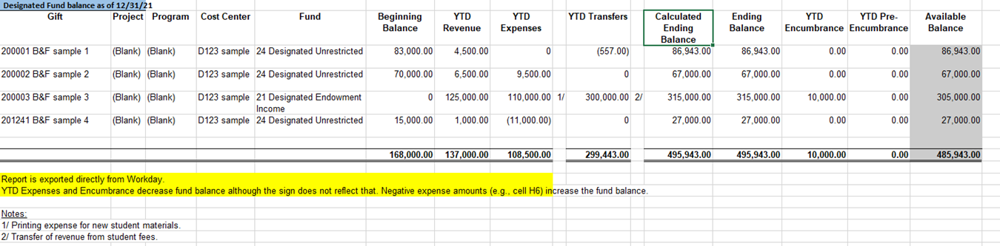 Designated Fund balance as of 12/31/21
Gift Project Program Cost Center Fund Beginning Balance YTD Revenue YTD Expenses YTD Transfers Calculated Ending Balance Ending Balance YTD Encumbrance YTD Pre-Encumbrance Available Balance
200001 B&F sample 1 (Blank) (Blank) D123 sample 24 Designated Unrestricted 83,000.00 4,500.00 0 (557.00) 86,943.00 86,943.00 0.00 0.00 86,943.00
200002 B&F sample 2 (Blank) (Blank) D123 sample 24 Designated Unrestricted 70,000.00 6,500.00 9,500.00 0 67,000.00 67,000.00 0.00 0.00 67,000.00
200003 B&F sample 3 (Blank) (Blank) D123 sample 21 Designated Endowment Income 0 125,000.00 110,000.00 1/ 300,000.00 2/ 315,000.00 315,000.00 10,000.00 0.00 305,000.00
201241 B&F sample 4 (Blank) (Blank) D123 sample 24 Designated Unrestricted 15,000.00 1,000.00 (11,000.00) 0 27,000.00 27,000.00 0.00 0.00 27,000.00
168,000.00 137,000.00 108,500.00 299,443.00 495,943.00 495,943.00 10,000.00 0.00 485,943.00
Report is exported directly from Workday.
YTD Expenses and Encumbrance decrease fund balance although the sign does not reflect that. Negative expense amounts (e.g., cell H6) increase the fund balance.
Notes:
1/ Printing expense for new student materials.
2/ Transfer of revenue from student fees.